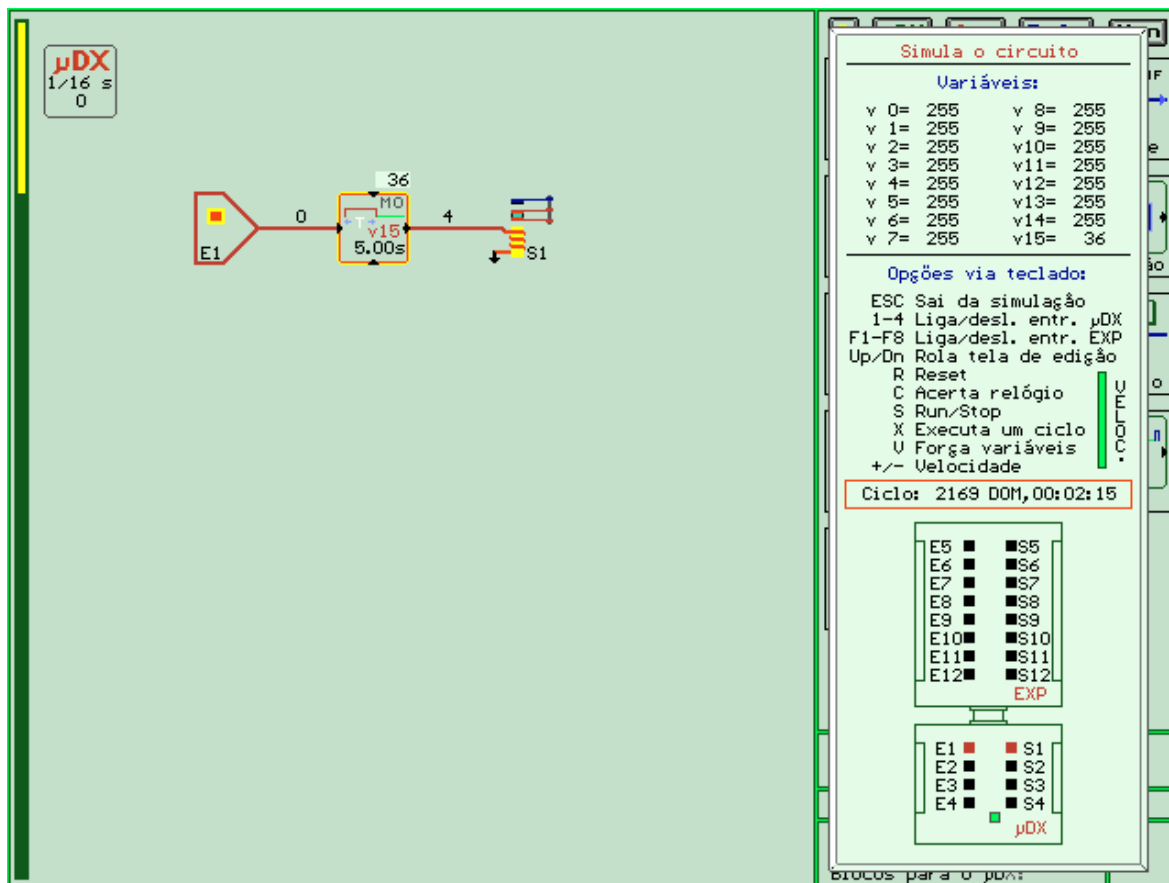 µDX
1/16 s
0
E1
0
36
MO
T
v15
5.00s
4
S1
Simula o circuito
Variáveis:
v 0= 255 v 8= 255
v 1= 255 v 9= 255
v 2= 255 v10= 255
v 3= 255 v11= 255
v 4= 255 v12= 255
v 5= 255 v13= 255
v 6= 255 v14= 255
v 7= 255 v15= 36
Opções via teclado:
ESC Sai da simulação
1-4 Liga/desl. entr. µDX
F1-F8 Liga/desl. entr. EXP
Up/Dn Rola tela de edição
R Reset
C Acerta relógio
S Run/Stop
X Executa um ciclo
V Força variáveis
+/- Velocidade
VELOC.
Ciclo: 2169 DOM,00:02:15
E5 S5
E6 S6
E7 S7
E8 S8
E9 S9
E10 S10
E11 S11
E12 S12
EXP
E1 S1
E2 S2
E3 S3
E4 S4
µDX
Blocos para o µDX: